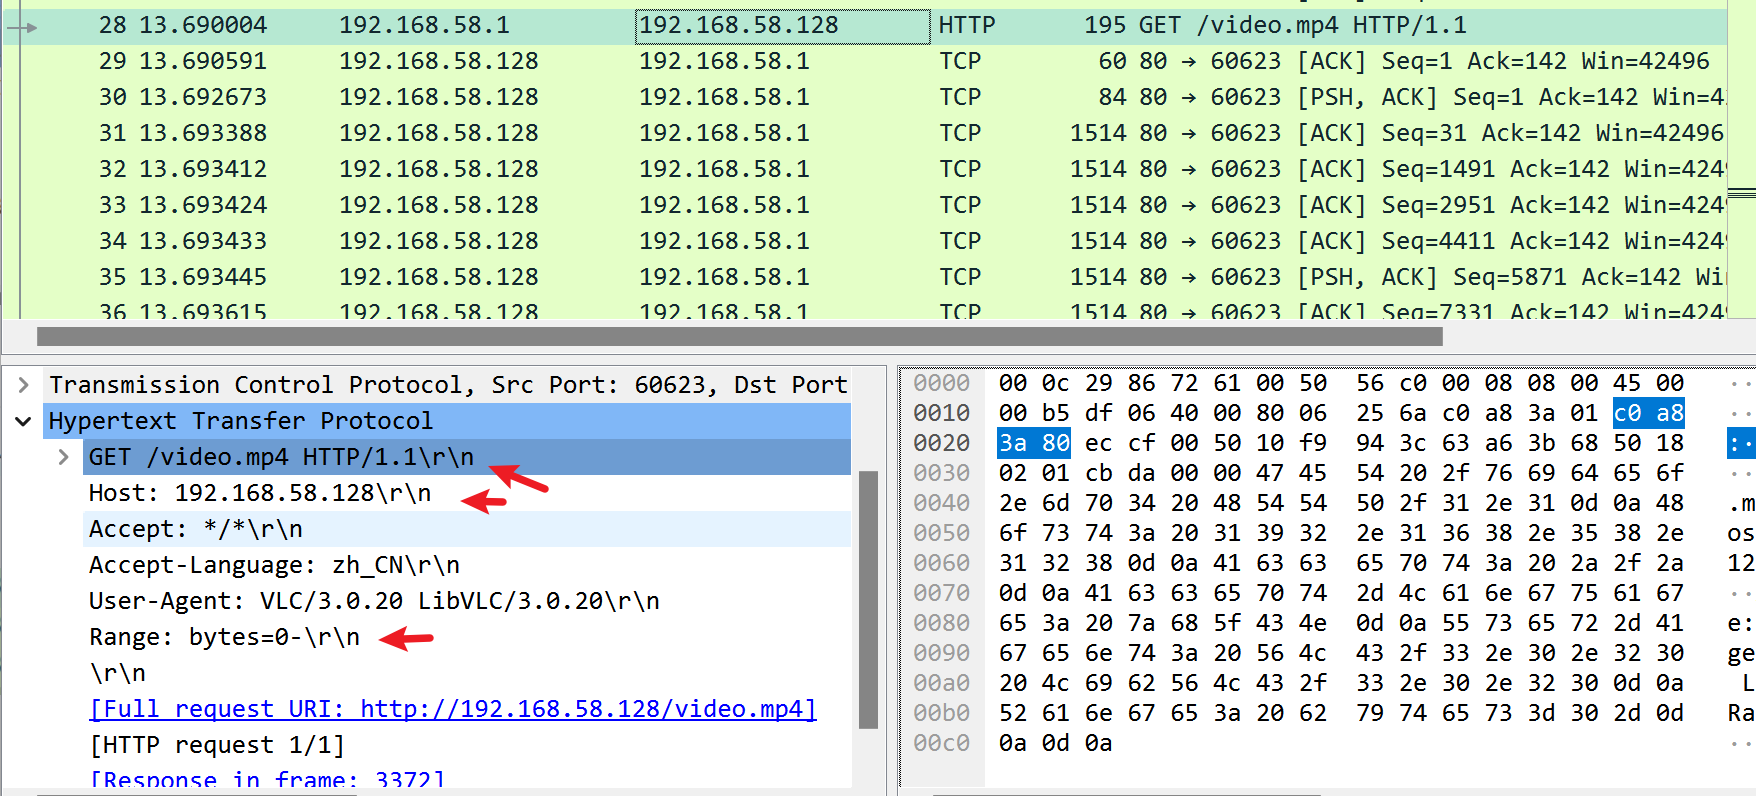 28 13.690004 192.168.58.1 192.168.58.128 HTTP 195 GET /video.mp4 HTTP/1.1
29 13.690591 192.168.58.128 192.168.58.1 TCP 60 80 → 60623 [ACK] Seq=1 Ack=142 Win=42496
30 13.692673 192.168.58.128 192.168.58.1 TCP 84 80 → 60623 [PSH, ACK] Seq=1 Ack=142 Win=42
31 13.693388 192.168.58.128 192.168.58.1 TCP 1514 80 → 60623 [ACK] Seq=31 Ack=142 Win=42496
32 13.693412 192.168.58.128 192.168.58.1 TCP 1514 80 → 60623 [ACK] Seq=1491 Ack=142 Win=4249
33 13.693424 192.168.58.128 192.168.58.1 TCP 1514 80 → 60623 [ACK] Seq=2951 Ack=142 Win=4249
34 13.693433 192.168.58.128 192.168.58.1 TCP 1514 80 → 60623 [ACK] Seq=4411 Ack=142 Win=4249
35 13.693445 192.168.58.128 192.168.58.1 TCP 1514 80 → 60623 [PSH, ACK] Seq=5871 Ack=142 Win
36 13.693615 192.168.58.128 192.168.58.1 TCP 1514 80 → 60623 [ACK] Seq=7331 Ack=142 Win=4249
Transmission Control Protocol, Src Port: 60623, Dst Port
Hypertext Transfer Protocol
GET /video.mp4 HTTP/1.1\r\n
Host: 192.168.58.128\r\n
Accept: */*\r\n
Accept-Language: zh_CN\r\n
User-Agent: VLC/3.0.20 LibVLC/3.0.20\r\n
Range: bytes=0-\r\n
\r\n
[Full request URI: http://192.168.58.128/video.mp4]
[HTTP request 1/1]
[Response in frame: 3372]
0000 00 0c 29 86 72 61 00 50 56 c0 00 08 08 00 45 00 ··
0010 00 b5 df 06 40 00 80 06 25 6a c0 a8 3a 01 c0 a8 ··
0020 3a 80 ec cf 00 50 10 f9 94 3c 63 a6 3b 68 50 18 :·
0030 02 01 cb da 00 00 47 45 54 20 2f 76 69 64 65 6f ··
0040 2e 6d 70 34 20 48 54 54 50 2f 31 2e 31 0d 0a 48 .m
0050 6f 73 74 3a 20 31 39 32 2e 31 36 38 2e 35 38 2e os
0060 31 32 38 0d 0a 41 63 63 65 70 74 3a 20 2a 2f 2a 12
0070 0d 0a 41 63 63 65 70 74 2d 4c 61 6e 67 75 61 67 ··
0080 65 3a 20 7a 68 5f 43 4e 0d 0a 55 73 65 72 2d 41 e:
0090 67 65 6e 74 3a 20 56 4c 43 2f 33 2e 30 2e 32 30 ge
00a0 20 4c 69 62 56 4c 43 2f 33 2e 30 2e 32 30 0d 0a L
00b0 52 61 6e 67 65 3a 20 62 79 74 65 73 3d 30 2d 0d Ra
00c0 0a 0d 0a ··